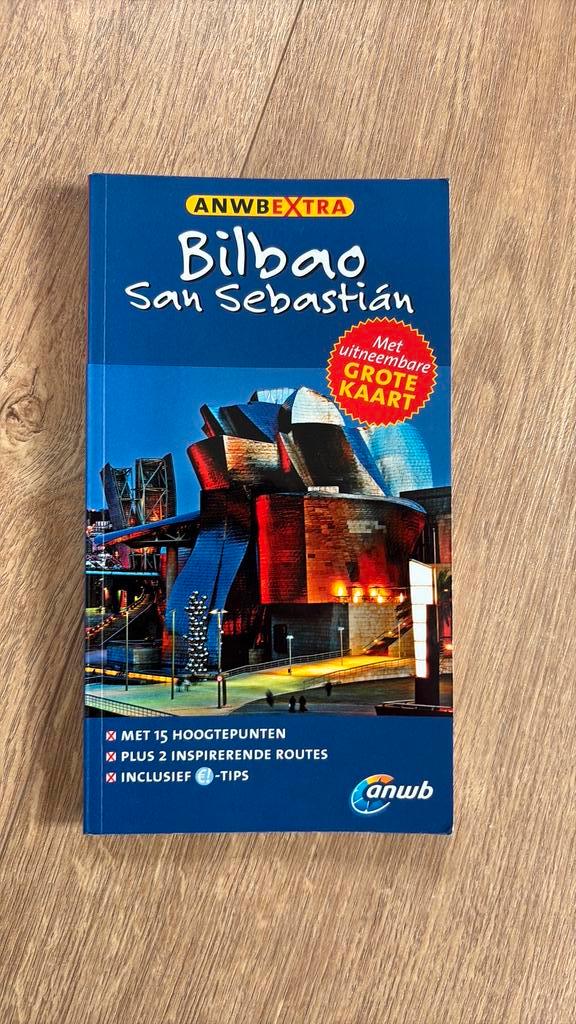 ANWBEXTRA
Bilbao
San Sebastián
Met
uitneembare
GROTE
KAART
MET 15 HOOGTEPUNTEN
PLUS 2 INSPIRERENDE ROUTES
INCLUSIEF €!-TIPS
anwb